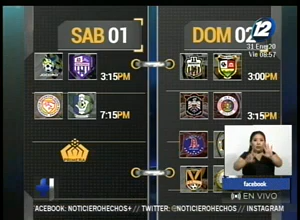 SAB 01
DOM 02
12
31 Ene 20
Vie 08:57
3:15PM
3:00PM
7:15PM
3:15PM
facebook
EN VIVO
FACEBOOK: NOTICIEROHECHOS+ // TWITTER: @NOTICIEROHECHOS // INSTAGRAM